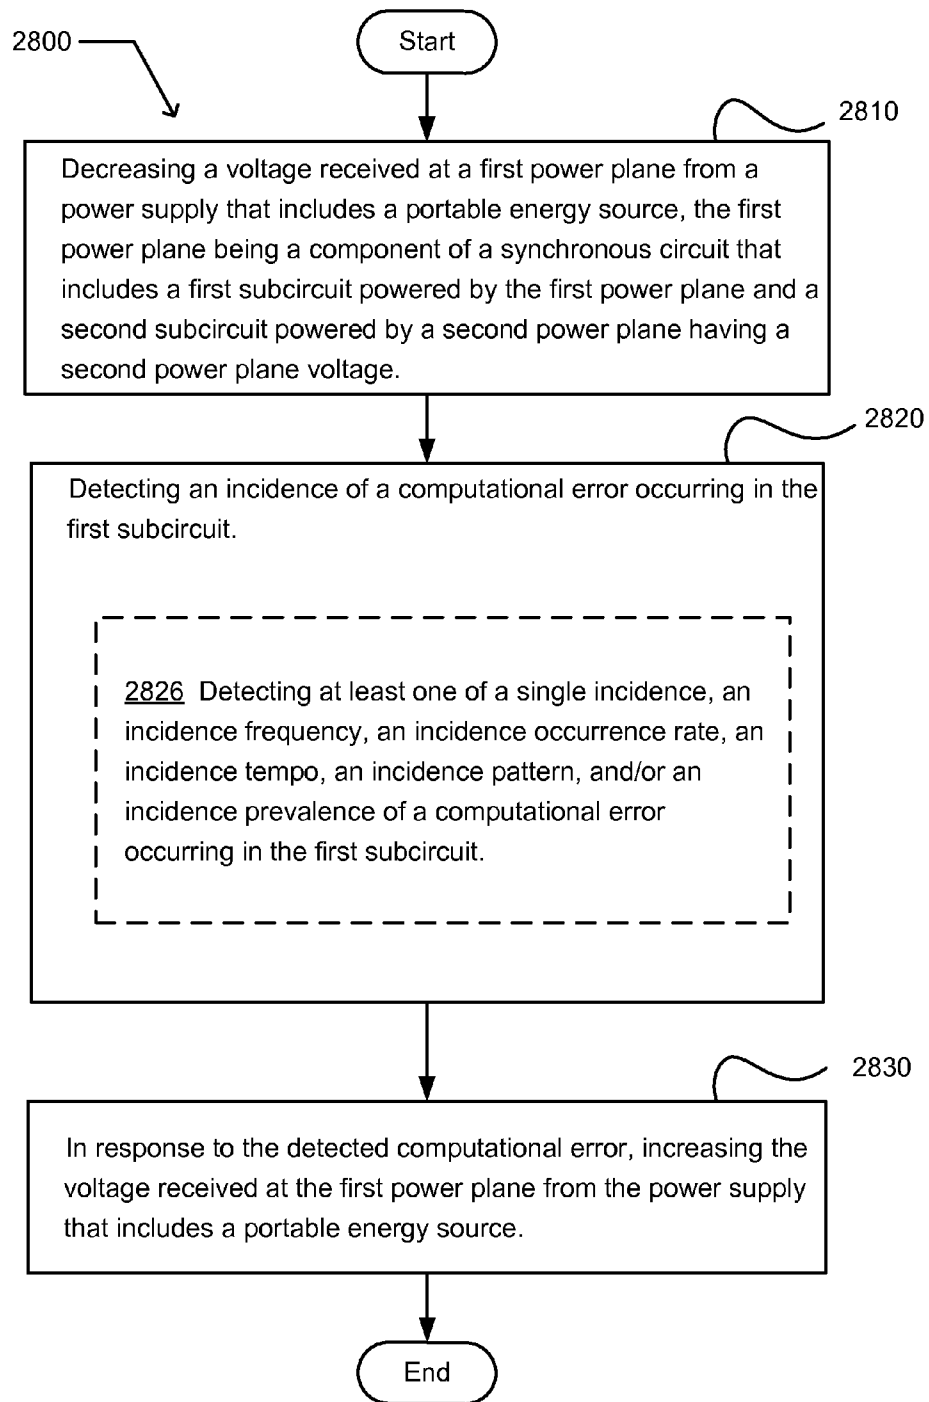 2800
Start
2810
Decreasing a voltage received at a first power plane from a
power supply that includes a portable energy source, the first
power plane being a component of a synchronous circuit that
includes a first subcircuit powered by the first power plane and a
second subcircuit powered by a second power plane having a
second power plane voltage.
2820
Detecting an incidence of a computational error occurring in the
first subcircuit.
2826 Detecting at least one of a single incidence, an
incidence frequency, an incidence occurrence rate, an
incidence tempo, an incidence pattern, and/or an
incidence prevalence of a computational error
occurring in the first subcircuit.
2830
In response to the detected computational error, increasing the
voltage received at the first power plane from the power supply
that includes a portable energy source.
End